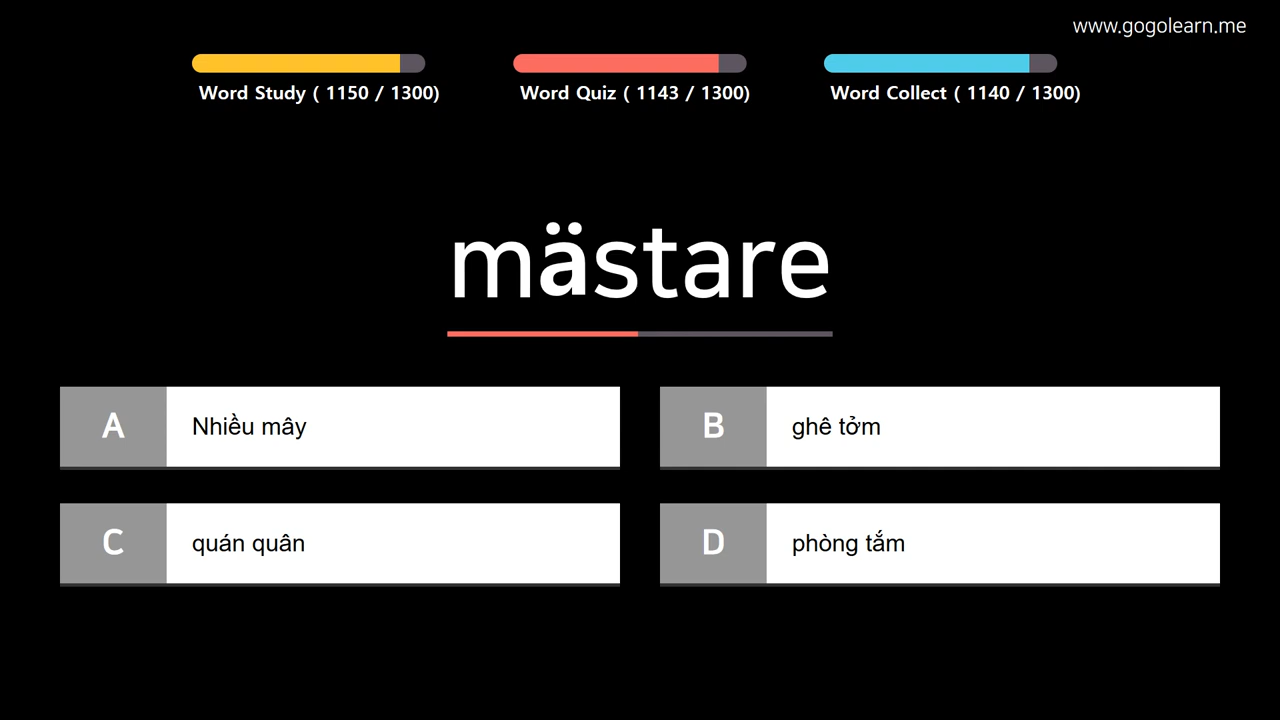 www.gogolearn.me
Word Study ( 1150 / 1300)
Word Quiz ( 1143 / 1300)
Word Collect ( 1140 / 1300)
mästare
A
Nhiều mây
B
ghê tởm
C
quán quân
D
phòng tắm